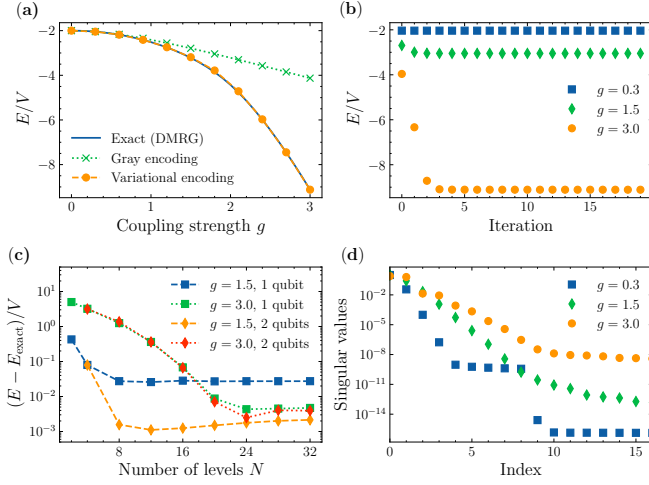 (a)
−2
−4
−6
−8
E/V
0
1
2
3
Coupling strength g
Exact (DMRG)
Gray encoding
Variational encoding
(b)
−2
−4
−6
−8
E/V
0
5
10
15
Iteration
g = 0.3
g = 1.5
g = 3.0
(c)
10¹
10⁰
10⁻¹
10⁻²
10⁻³
(E − E_exact)/V
8
16
24
32
Number of levels N
g = 1.5, 1 qubit
g = 3.0, 1 qubit
g = 1.5, 2 qubits
g = 3.0, 2 qubits
(d)
10⁻²
10⁻⁵
10⁻⁸
10⁻¹¹
10⁻¹⁴
Singular values
0
5
10
15
Index
g = 0.3
g = 1.5
g = 3.0